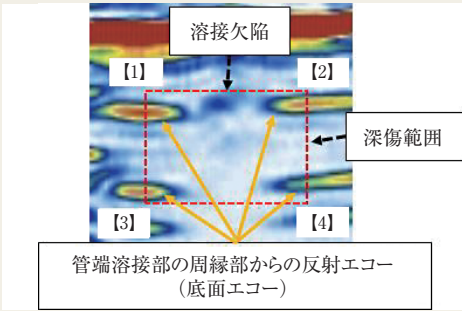 溶接欠陥
【1】
【2】
深傷範囲
【3】
【4】
管端溶接部の周縁部からの反射エコー
（底面エコー）